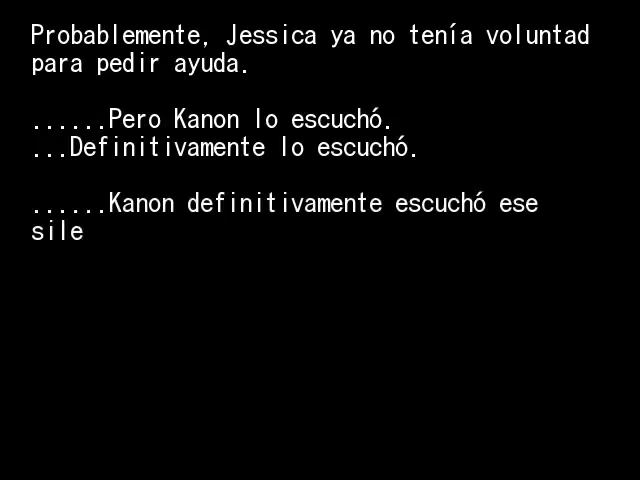 Probablemente, Jessica ya no tenía voluntad
para pedir ayuda.
......Pero Kanon lo escuchó.
...Definitivamente lo escuchó.
......Kanon definitivamente escuchó ese
sile